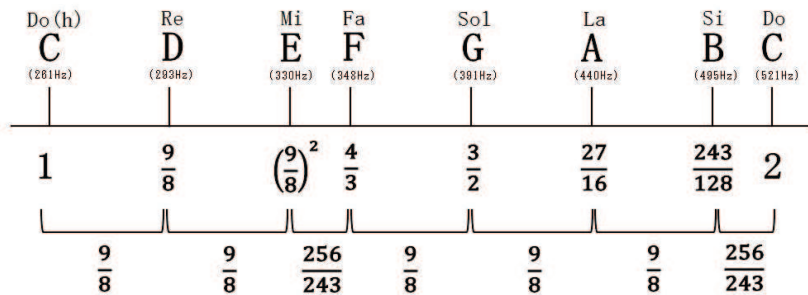 Do(h) Re Mi Fa Sol La Si Do
C D E F G A B C
(261Hz) (293Hz) (330Hz) (348Hz) (391Hz) (440Hz) (495Hz) (521Hz)
1 9/8 (9/8)² 4/3 3/2 27/16 243/128 2
9/8 9/8 256/243 9/8 9/8 9/8 256/243